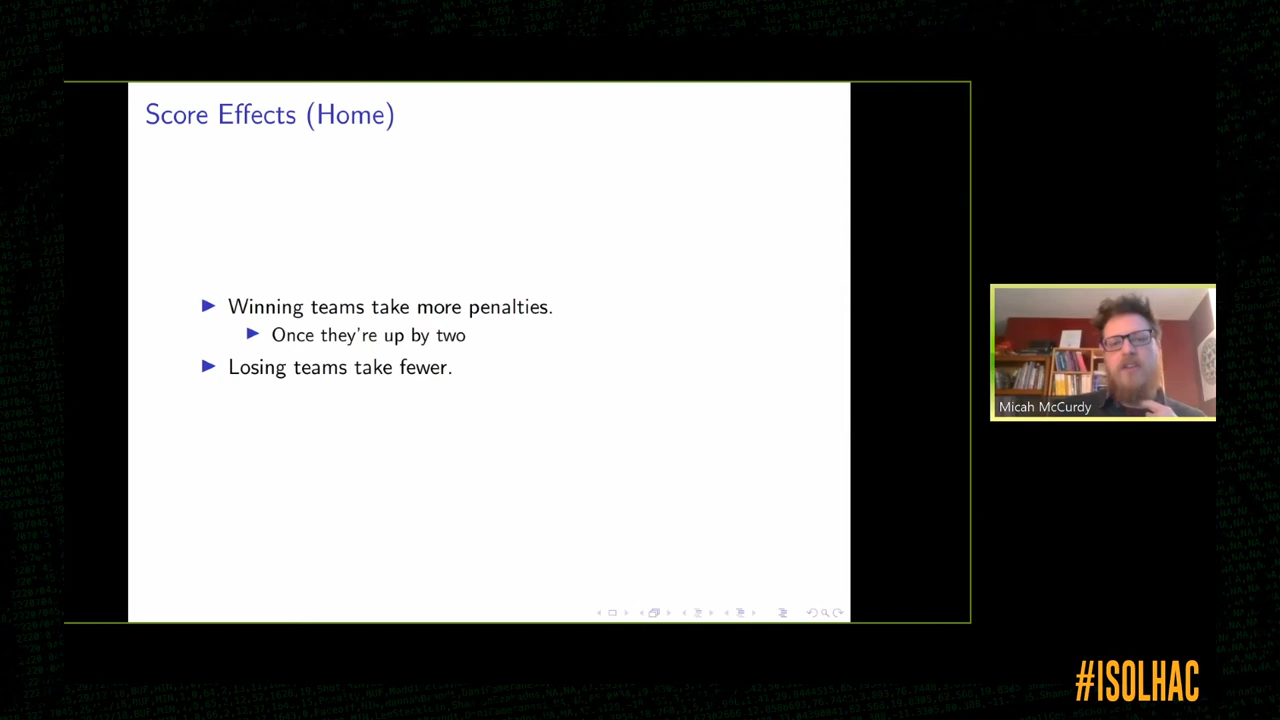 Score Effects (Home)
Winning teams take more penalties.
Once they're up by two
Losing teams take fewer.
Micah McCurdy
#ISOLHAC